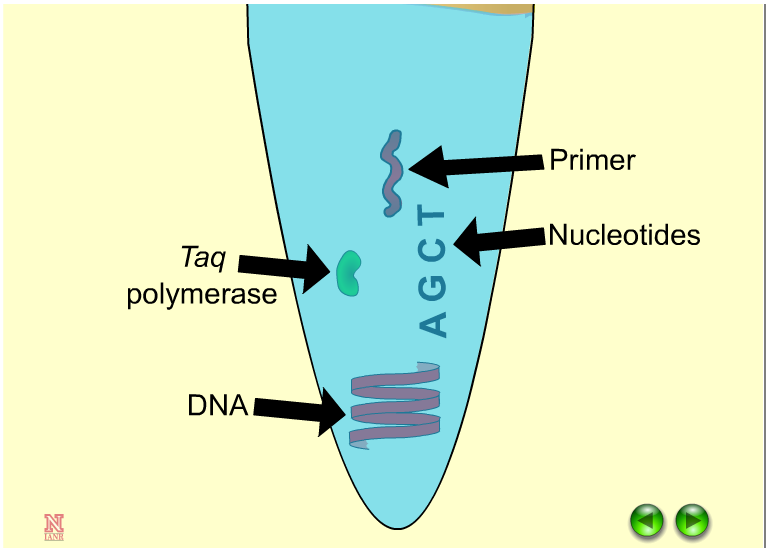 Primer
Nucleotides
Taq
polymerase
A G C T
DNA
N
IANR